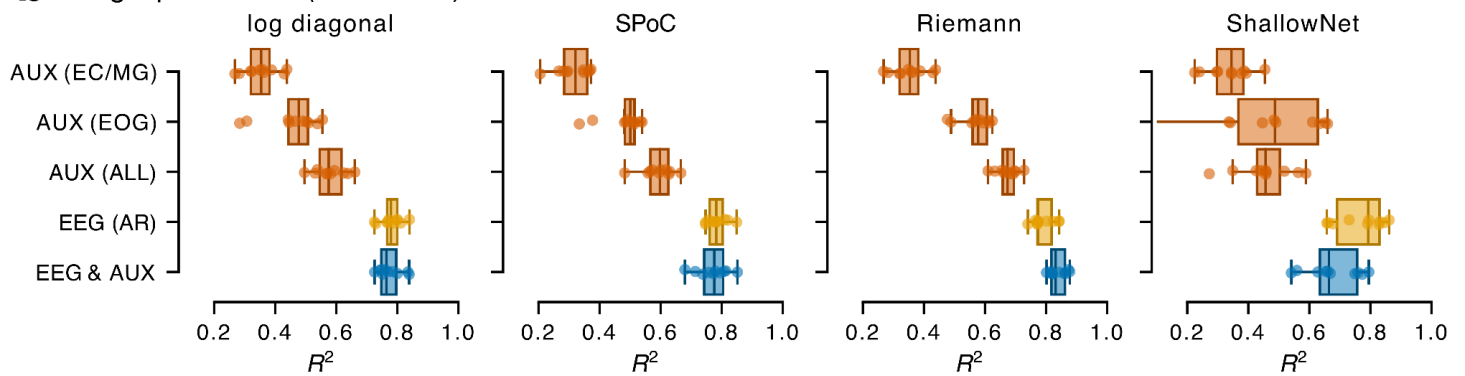 log diagonal SPoC Riemann ShallowNet
AUX (EC/MG)
AUX (EOG)
AUX (ALL)
EEG (AR)
EEG & AUX
0.2 0.4 0.6 0.8 1.0 0.2 0.4 0.6 0.8 1.0 0.2 0.4 0.6 0.8 1.0 0.2 0.4 0.6 0.8 1.0
R² R² R² R²